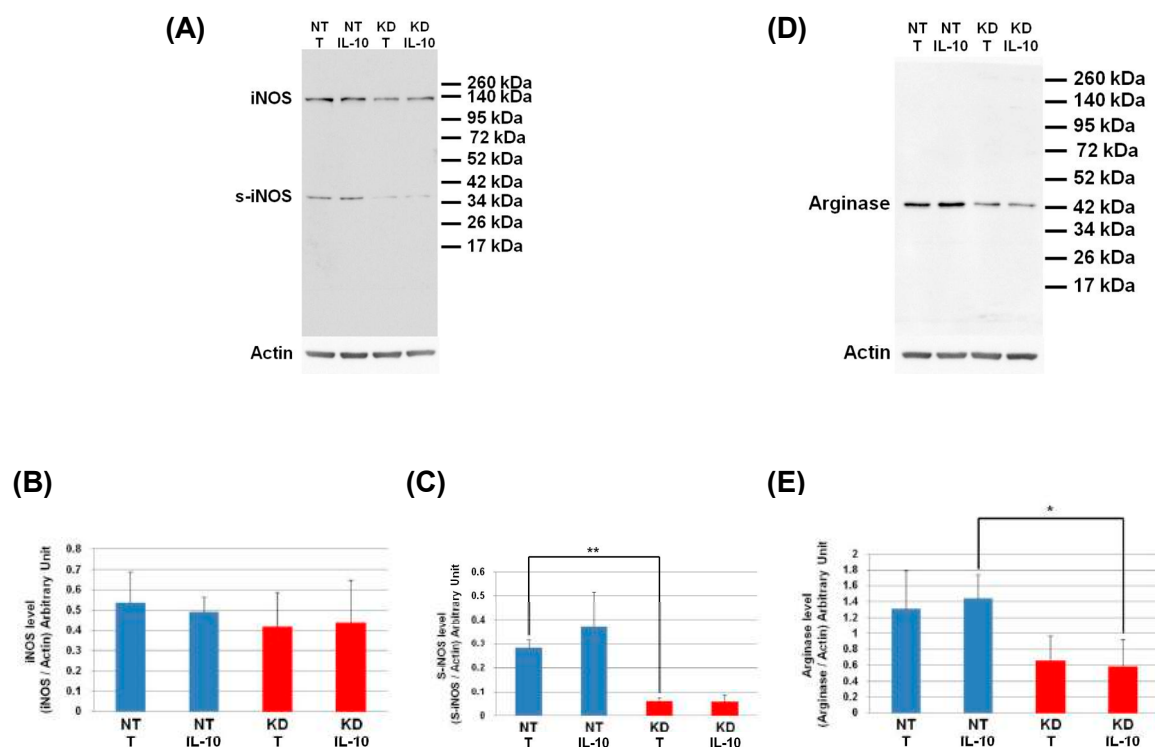 (A)
NT NT KD KD
T IL-10 T IL-10
iNOS
s-iNOS
260 kDa
140 kDa
95 kDa
72 kDa
52 kDa
42 kDa
34 kDa
26 kDa
17 kDa
Actin
(D)
NT NT KD KD
T IL-10 T IL-10
Arginase
260 kDa
140 kDa
95 kDa
72 kDa
52 kDa
42 kDa
34 kDa
26 kDa
17 kDa
Actin
(B)
iNOS level
(iNOS / Actin) Arbitrary Unit
0.8
0.7
0.6
0.5
0.4
0.3
0.2
0.1
0
NT NT KD KD
T IL-10 T IL-10
(C)
S-iNOS level
(S-iNOS / Actin) Arbitrary Unit
**
0.6
0.5
0.4
0.3
0.2
0.1
0
NT NT KD KD
T IL-10 T IL-10
(E)
Arginase level
(Arginase / Actin) Arbitrary Unit
*
2
1.8
1.6
1.4
1.2
1
0.8
0.6
0.4
0.2
0
NT NT KD KD
T IL-10 T IL-10